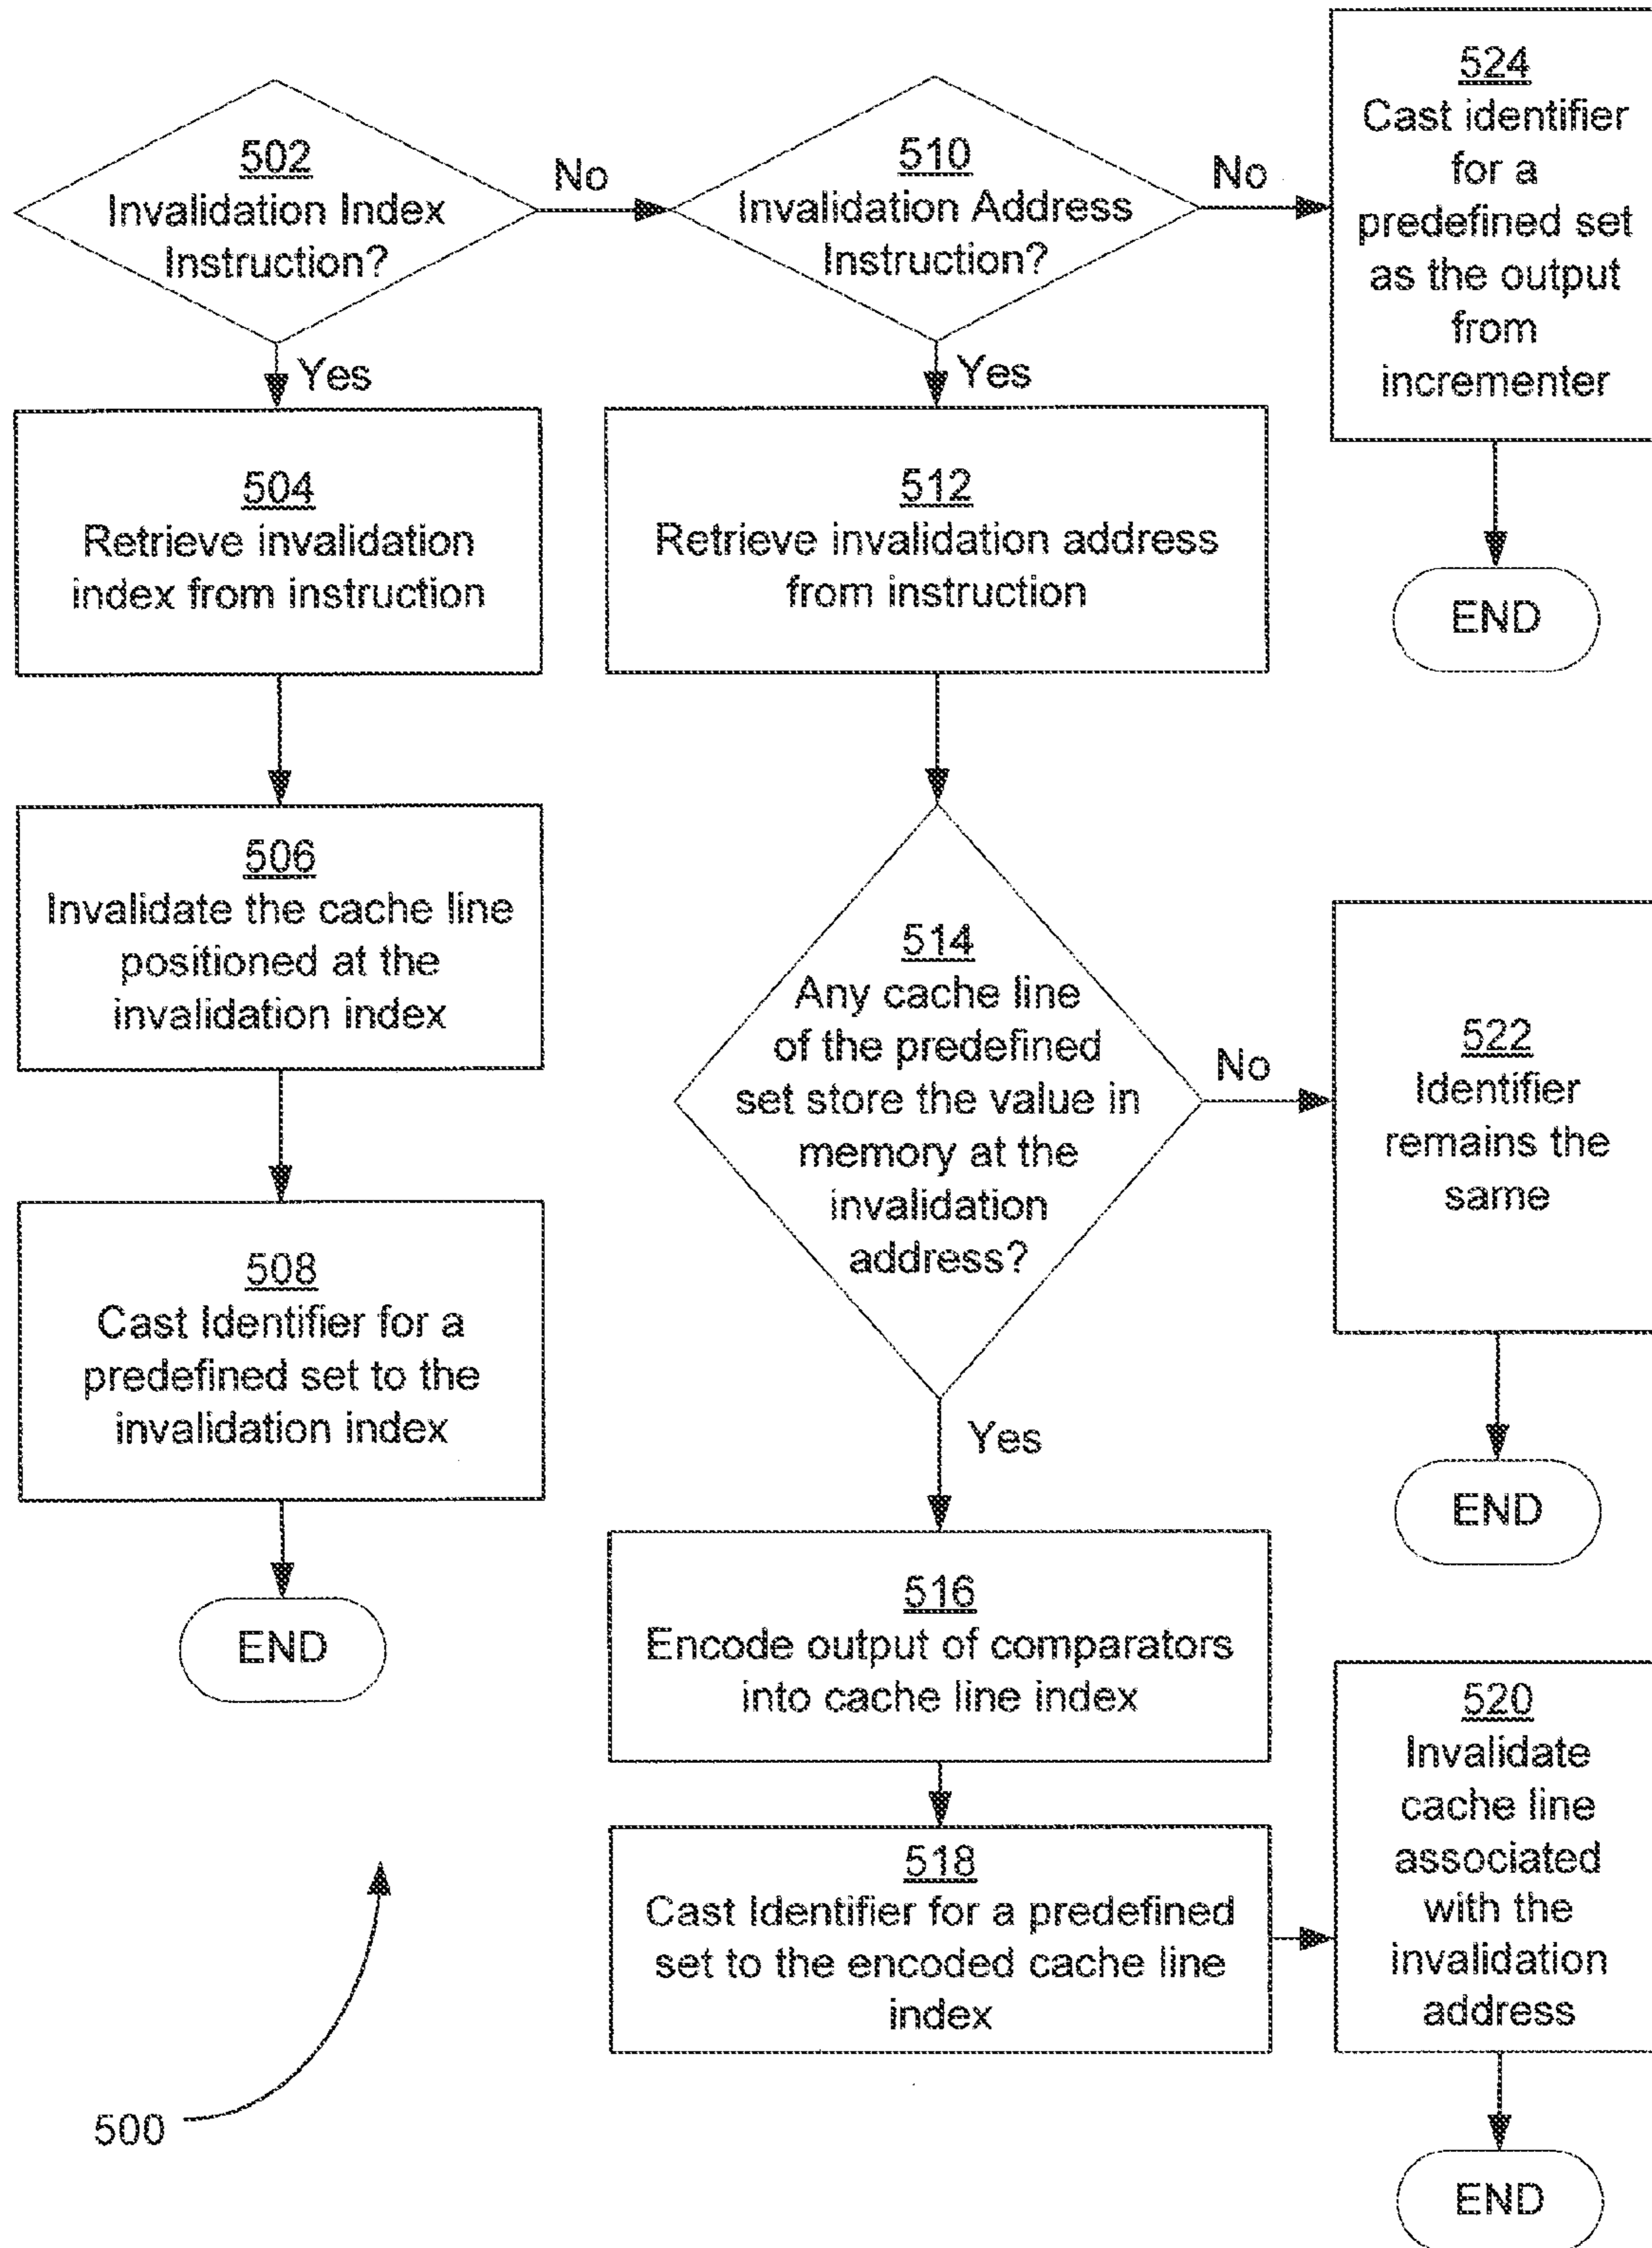 502
Invalidation Index
Instruction?
No
Yes
510
Invalidation Address
Instruction?
No
Yes
524
Cast identifier
for a
predefined set
as the output
from
incrementer
END
504
Retrieve invalidation
index from instruction
512
Retrieve invalidation address
from instruction
506
Invalidate the cache line
positioned at the
invalidation index
514
Any cache line
of the predefined
set store the value in
memory at the
invalidation
address?
No
Yes
522
Identifier
remains the
same
END
508
Cast Identifier for a
predefined set to the
invalidation index
END
516
Encode output of comparators
into cache line index
518
Cast Identifier for a predefined
set to the encoded cache line
index
520
Invalidate
cache line
associated
with the
invalidation
address
END
500